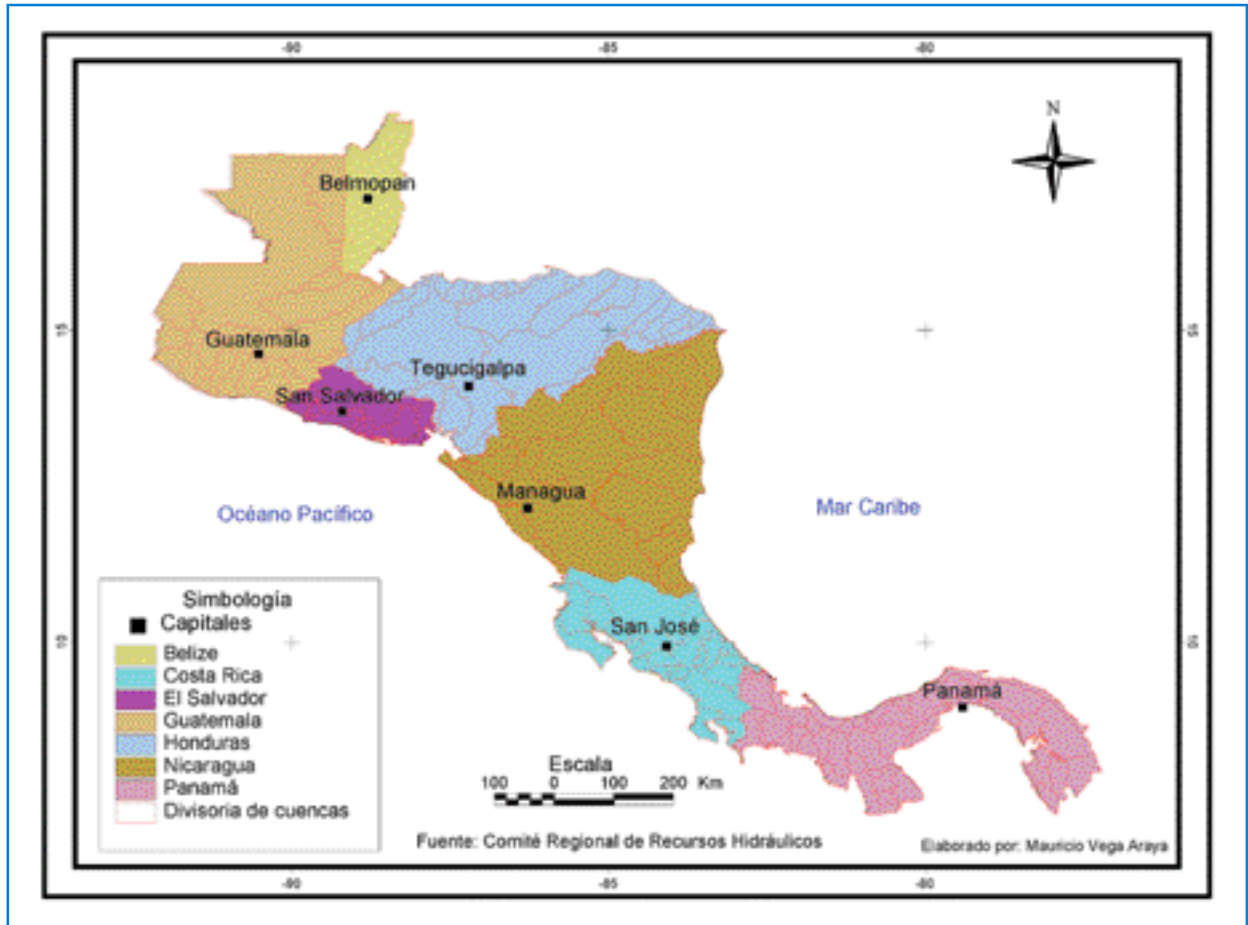 -90 -85 -80
N
Belmopan
15 15
Guatemala
Tegucigalpa
San Salvador
Managua
Océano Pacífico
Mar Caribe
San José
10 10
Panamá
Simbología
Capitales
Belize
Costa Rica
El Salvador
Guatemala
Honduras
Nicaragua
Panamá
Divisoria de cuencas
Escala
100 0 100 200 Km
Fuente: Comité Regional de Recursos Hidráulicos
Elaborado por: Mauricio Vega Araya
-90 -85 -80